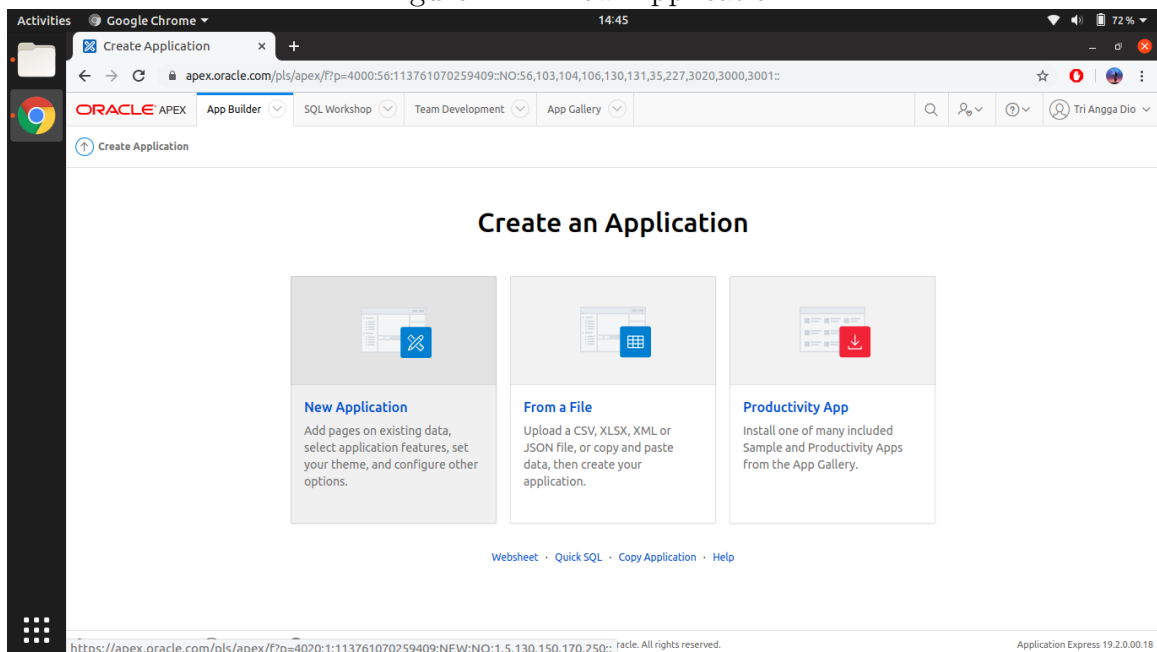 Activities Google Chrome 14:45 72 %
Create Application
apex.oracle.com/pls/apex/f?p=4000:56:113761070259409::NO:56,103,104,106,130,131,35,227,3020,3000,3001::
ORACLE APEX App Builder SQL Workshop Team Development App Gallery Tri Angga Dio
Create Application
Create an Application
New Application
Add pages on existing data,
select application features, set
your theme, and configure other
options.
From a File
Upload a CSV, XLSX, XML or
JSON file, or copy and paste
data, then create your
application.
Productivity App
Install one of many included
Sample and Productivity Apps
from the App Gallery.
Websheet · Quick SQL · Copy Application · Help
https://apex.oracle.com/pls/apex/f?p=4020:1:113761070259409:NEW:NO:1,5,130,150,170,250::
All rights reserved.
Application Express 19.2.0.00.18